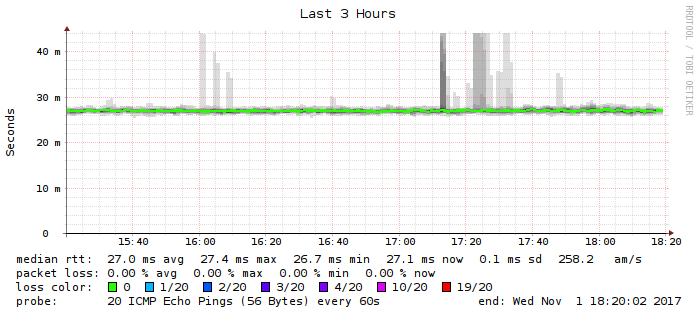 Last 3 Hours
RRDTOOL / TOBI OETIKER
Seconds
40 m
30 m
20 m
10 m
0
15:40 16:00 16:20 16:40 17:00 17:20 17:40 18:00 18:20
median rtt: 27.0 ms avg 27.4 ms max 26.7 ms min 27.1 ms now 0.1 ms sd 258.2 am/s
packet loss: 0.00 % avg 0.00 % max 0.00 % min 0.00 % now
loss color: 0 1/20 2/20 3/20 4/20 10/20 19/20
probe: 20 ICMP Echo Pings (56 Bytes) every 60s end: Wed Nov 1 18:20:02 2017